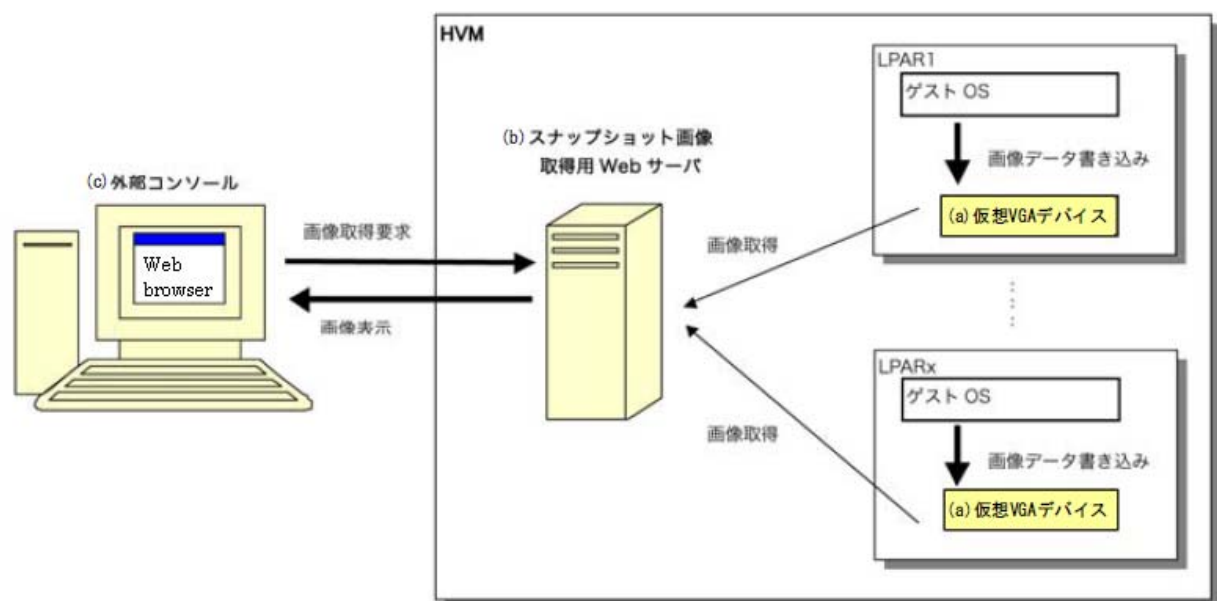 HVM
(c)外部コンソール
Web
browser
画像取得要求
画像表示
(b)スナップショット画像
取得用 Web サーバ
画像取得
画像取得
LPAR1
ゲスト OS
画像データ書き込み
(a)仮想VGAデバイス
LPARx
ゲスト OS
画像データ書き込み
(a)仮想VGAデバイス